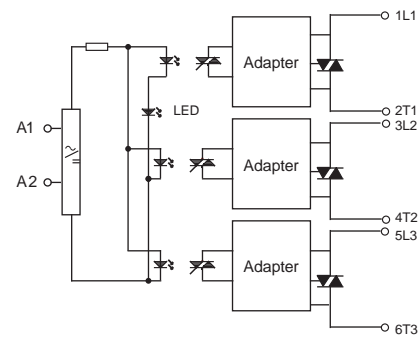 1L1
Adapter
LED
2T1
A1
3L2
A2
Adapter
4T2
5L3
Adapter
6T3